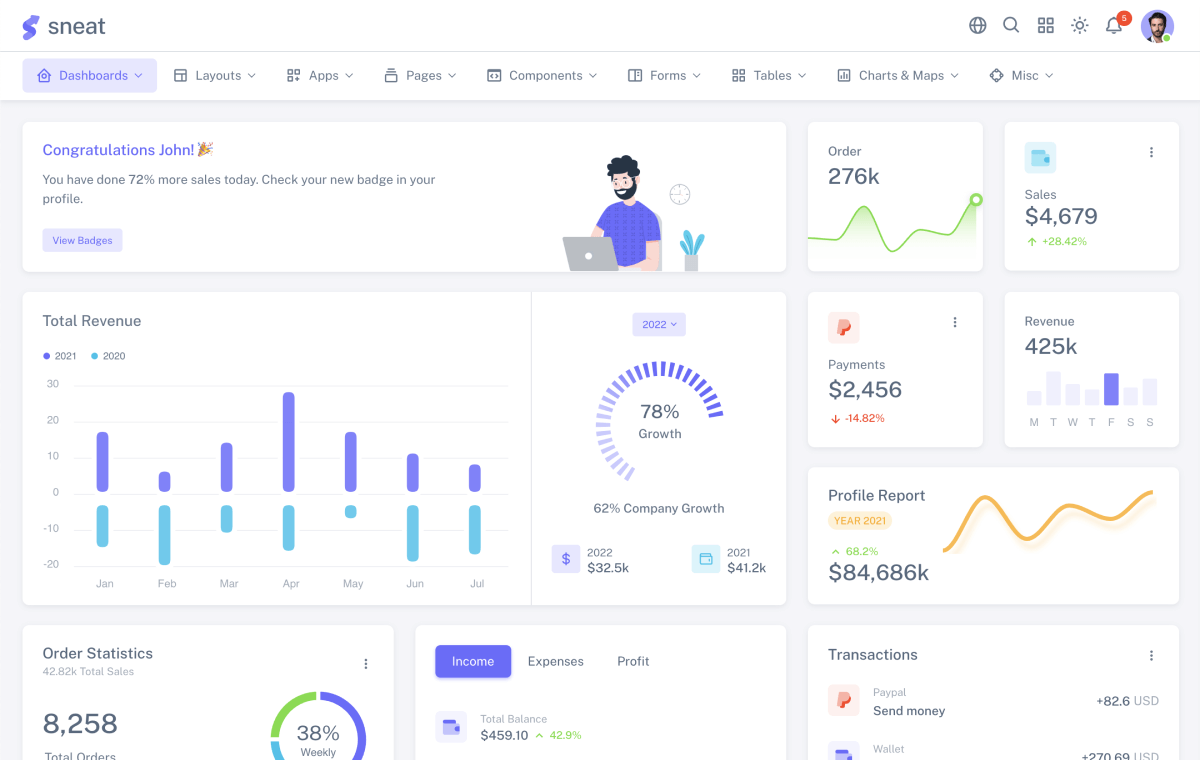 sneat
5
Dashboards
Layouts
Apps
Pages
Components
Forms
Tables
Charts & Maps
Misc
Congratulations John! 🎉
You have done 72% more sales today. Check your new badge in your
profile.
View Badges
Order
276k
Sales
$4,679
+28.42%
Total Revenue
2021
2020
30
20
10
0
-10
-20
Jan
Feb
Mar
Apr
May
Jun
Jul
2022
78%
Growth
62% Company Growth
$
2022
$32.5k
2021
$41.2k
Payments
$2,456
-14.82%
Revenue
425k
M T W T F S S
Profile Report
YEAR 2021
68.2%
$84,686k
Order Statistics
42.82k Total Sales
8,258
Total Orders
38%
Weekly
Income
Expenses
Profit
Total Balance
$459.10
42.9%
Transactions
Paypal
Send money
+82.6 USD
Wallet
+270.69 USD